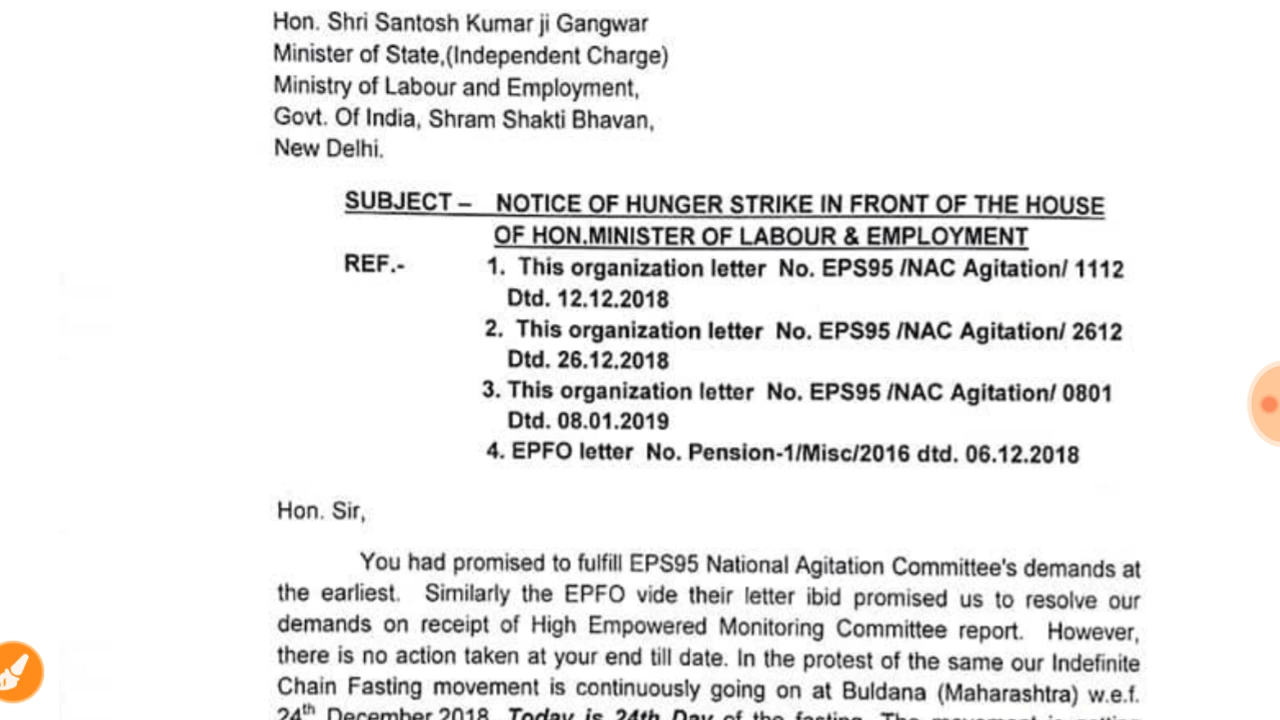 Hon. Shri Santosh Kumar ji Gangwar
Minister of State,(Independent Charge)
Ministry of Labour and Employment,
Govt. Of India, Shram Shakti Bhavan,
New Delhi.
SUBJECT – NOTICE OF HUNGER STRIKE IN FRONT OF THE HOUSE
OF HON.MINISTER OF LABOUR & EMPLOYMENT
REF.- 1. This organization letter No. EPS95 /NAC Agitation/ 1112
Dtd. 12.12.2018
2. This organization letter No. EPS95 /NAC Agitation/ 2612
Dtd. 26.12.2018
3. This organization letter No. EPS95 /NAC Agitation/ 0801
Dtd. 08.01.2019
4. EPFO letter No. Pension-1/Misc/2016 dtd. 06.12.2018
Hon. Sir,
You had promised to fulfill EPS95 National Agitation Committee's demands at
the earliest. Similarly the EPFO vide their letter ibid promised us to resolve our
demands on receipt of High Empowered Monitoring Committee report. However,
there is no action taken at your end till date. In the protest of the same our Indefinite
Chain Fasting movement is continuously going on at Buldana (Maharashtra) w.e.f.
24th December 2018. Today is 24th Day of the fasting. The movement is